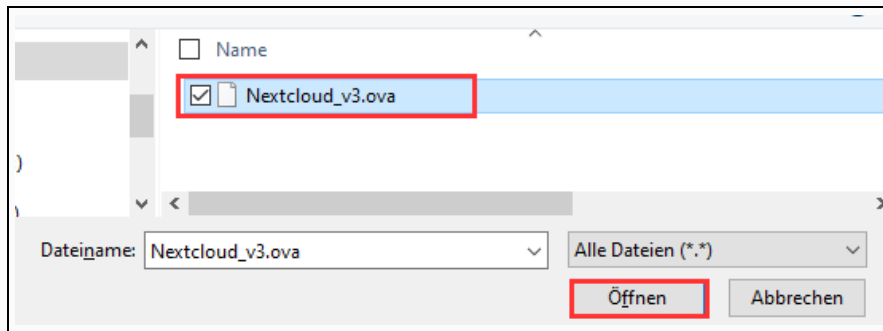 Name
Nextcloud_v3.ova
)
)
Dateiname: Nextcloud_v3.ova Alle Dateien (*.*)
Öffnen Abbrechen